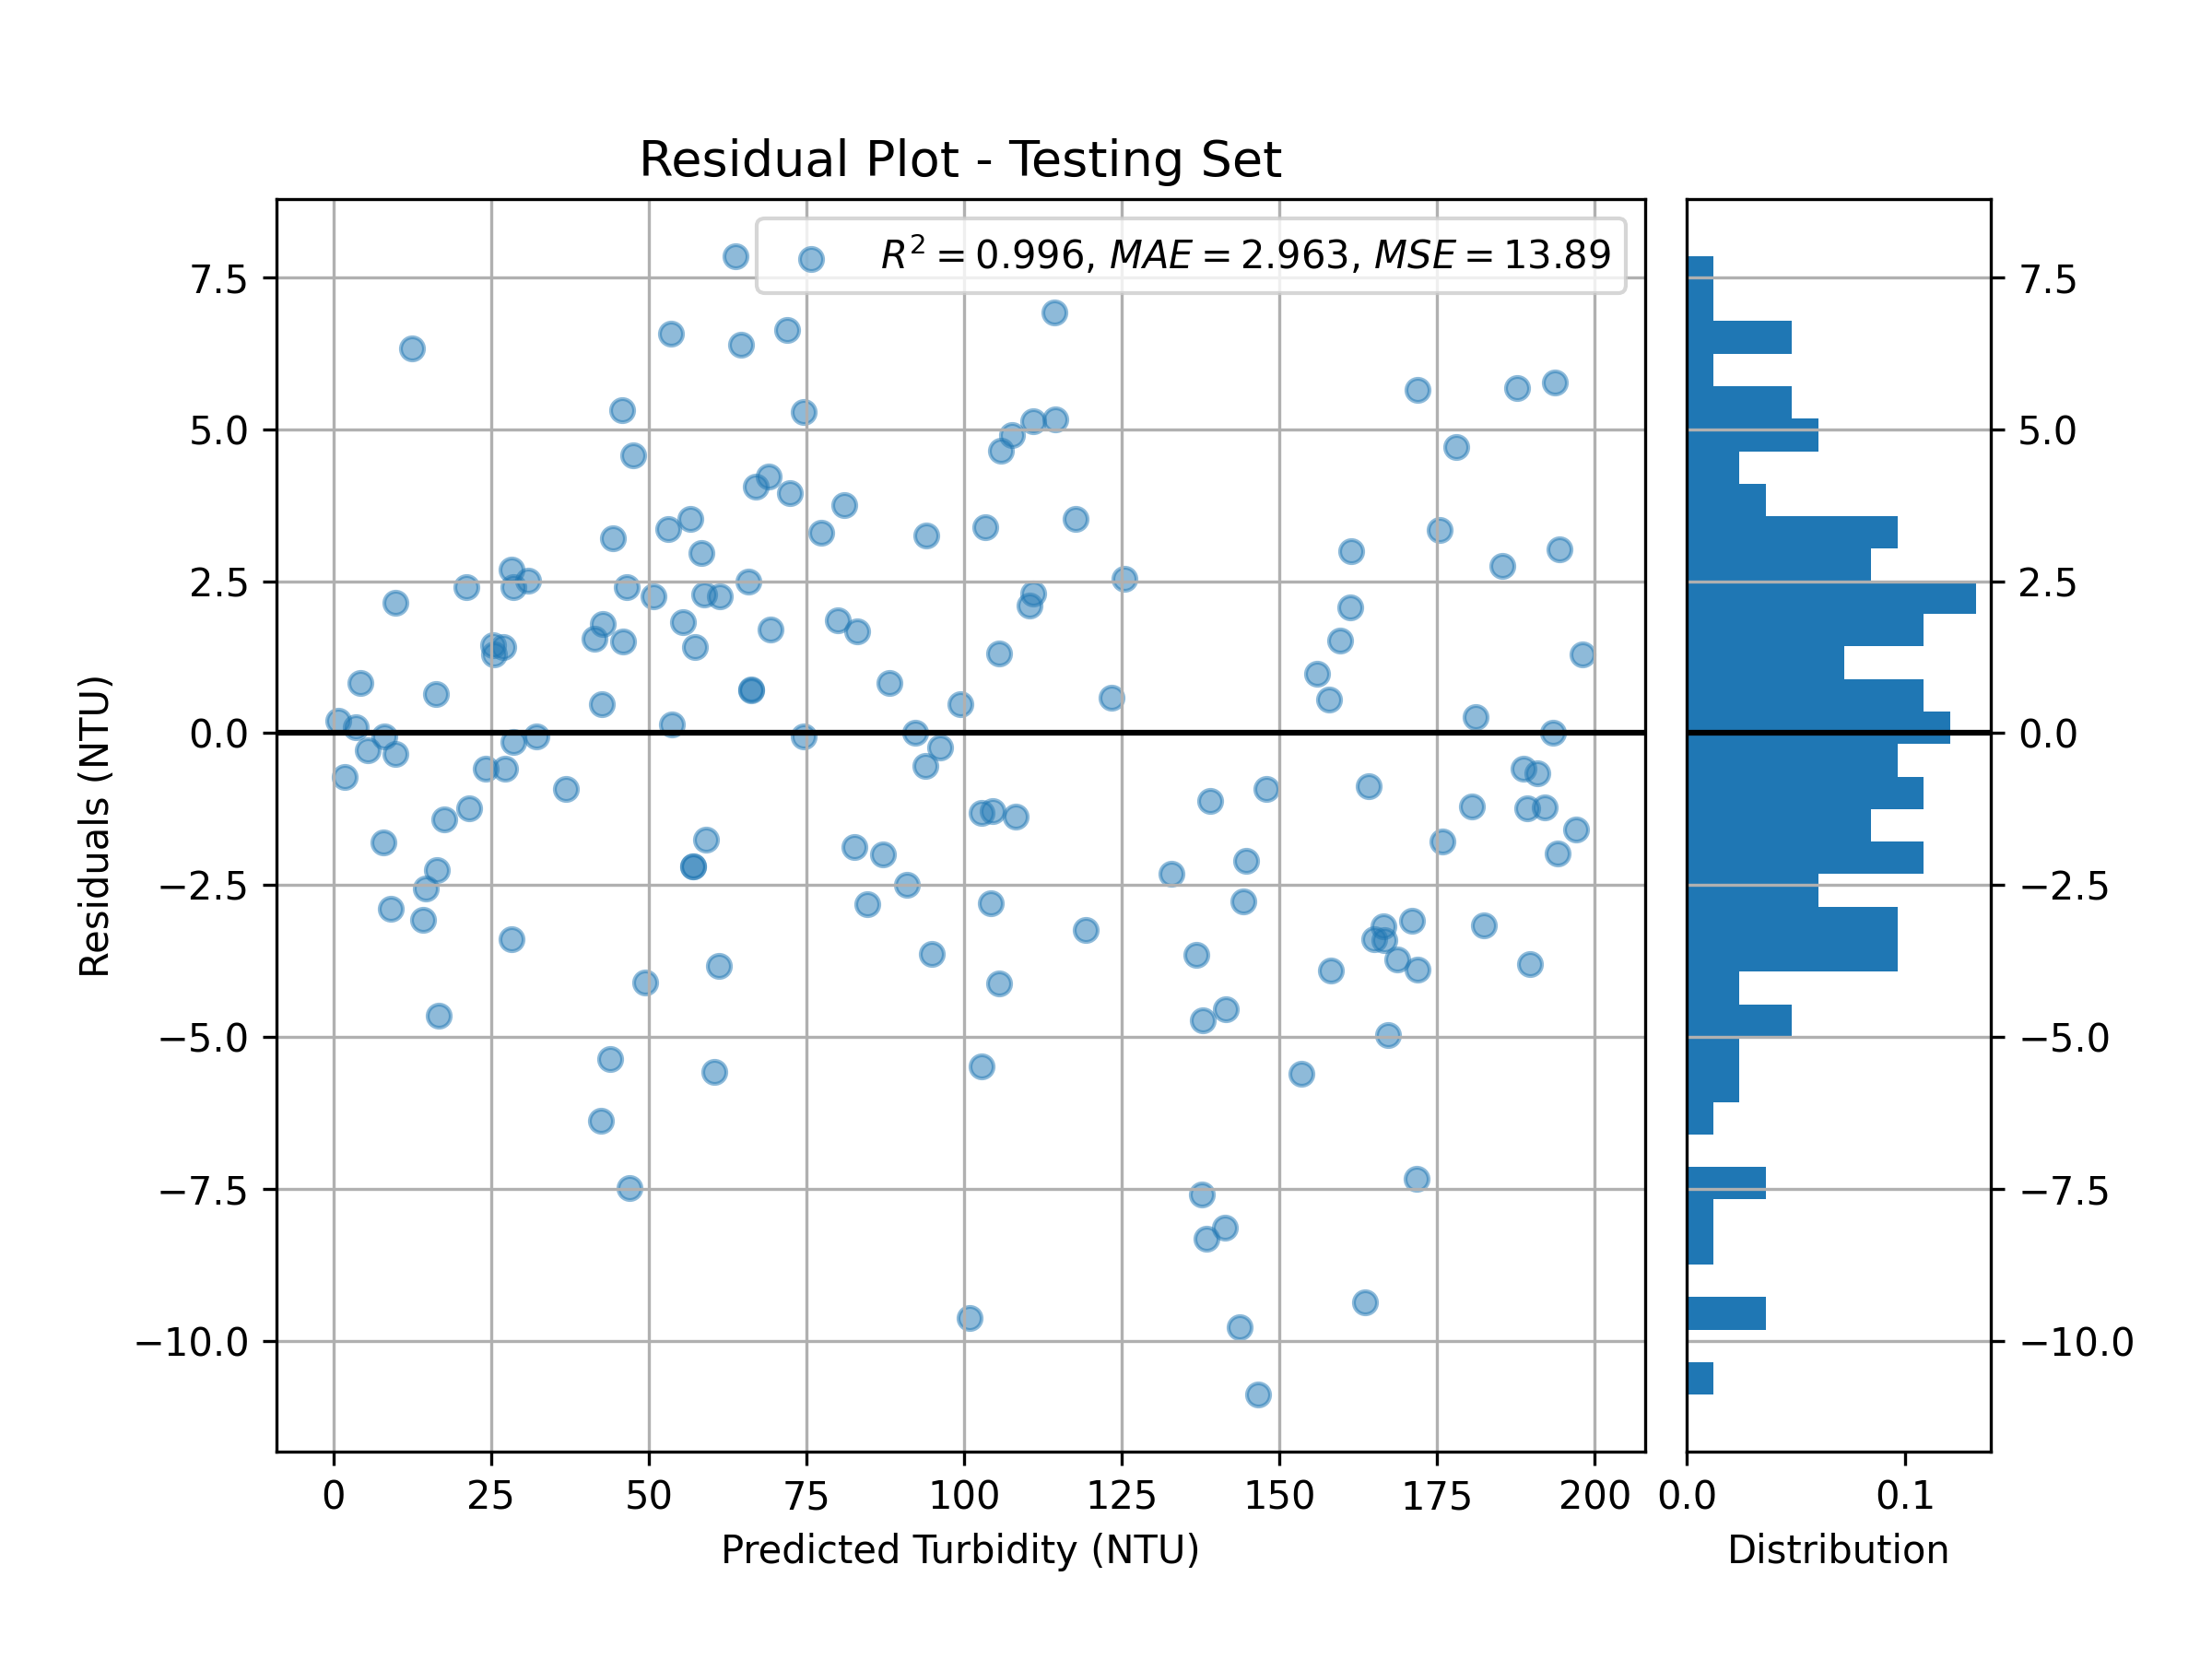 Residual Plot - Testing Set
R² = 0.996, MAE = 2.963, MSE = 13.89
Residuals (NTU)
7.5
5.0
2.5
0.0
−2.5
−5.0
−7.5
−10.0
0 25 50 75 100 125 150 175 200
Predicted Turbidity (NTU)
7.5
5.0
2.5
0.0
−2.5
−5.0
−7.5
−10.0
0.0 0.1
Distribution